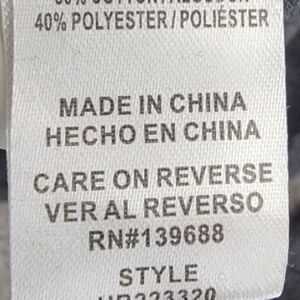 40% POLYESTER / POLIÉSTER
MADE IN CHINA
HECHO EN CHINA
CARE ON REVERSE
VER AL REVERSO
RN#139688
STYLE